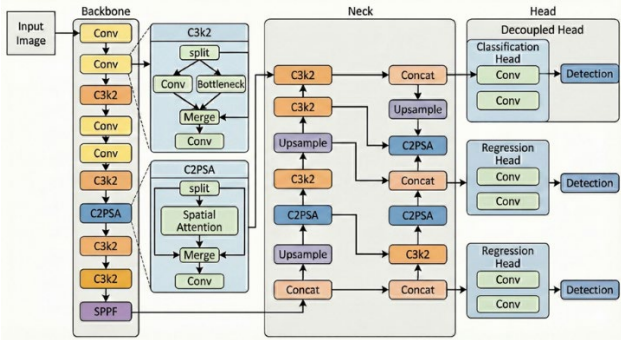 Backbone
Neck
Head
Input
Image
Conv
Conv
C3k2
Conv
Conv
C3k2
C2PSA
C3k2
C3k2
SPPF
C3k2
split
Conv
Bottleneck
Merge
Conv
C2PSA
split
Spatial
Attention
Merge
Conv
C3k2
C3k2
Upsample
C3k2
C2PSA
Upsample
Concat
Concat
Upsample
C2PSA
Concat
C2PSA
C3k2
Concat
Decoupled Head
Classification
Head
Conv
Conv
Detection
Regression
Head
Conv
Conv
Detection
Regression
Head
Conv
Conv
Detection